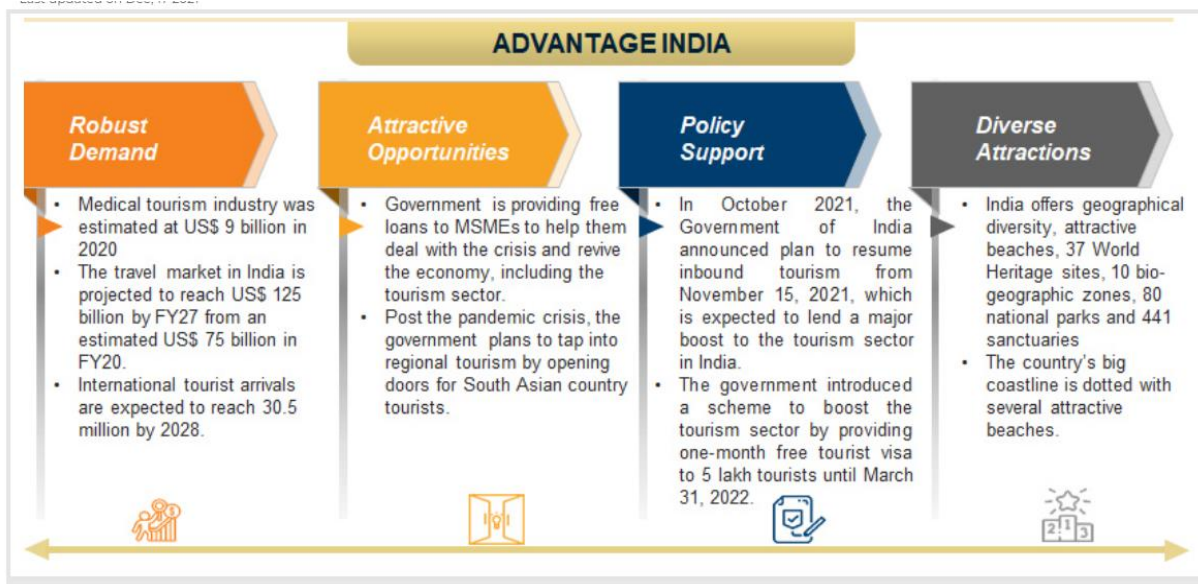 Last updated on Dec, 17 2021
ADVANTAGE INDIA
Robust
Demand
• Medical tourism industry was
estimated at US$ 9 billion in
2020
• The travel market in India is
projected to reach US$ 125
billion by FY27 from an
estimated US$ 75 billion in
FY20.
• International tourist arrivals
are expected to reach 30.5
million by 2028.
Attractive
Opportunities
• Government is providing free
loans to MSMEs to help them
deal with the crisis and revive
the economy, including the
tourism sector.
• Post the pandemic crisis, the
government plans to tap into
regional tourism by opening
doors for South Asian country
tourists.
Policy
Support
• In October 2021, the
Government of India
announced plan to resume
inbound tourism from
November 15, 2021, which
is expected to lend a major
boost to the tourism sector
in India.
• The government introduced
a scheme to boost the
tourism sector by providing
one-month free tourist visa
to 5 lakh tourists until March
31, 2022.
Diverse
Attractions
• India offers geographical
diversity, attractive
beaches, 37 World
Heritage sites, 10 bio-
geographic zones, 80
national parks and 441
sanctuaries
• The country's big
coastline is dotted with
several attractive
beaches.
2 1 3